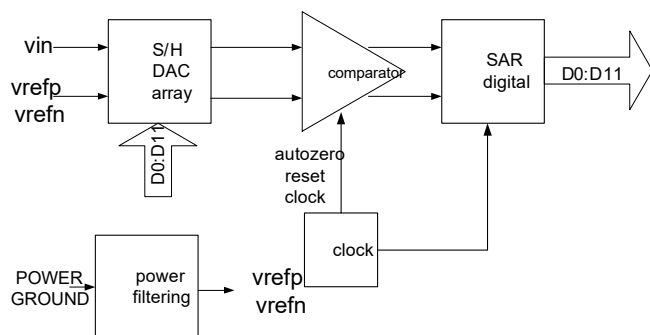 vin
vrefp
vrefn
S/H
DAC
array
D0:D11
comparator
SAR
digital
D0:D11
autozero
reset
clock
clock
POWER
GROUND
power
filtering
vrefp
vrefn